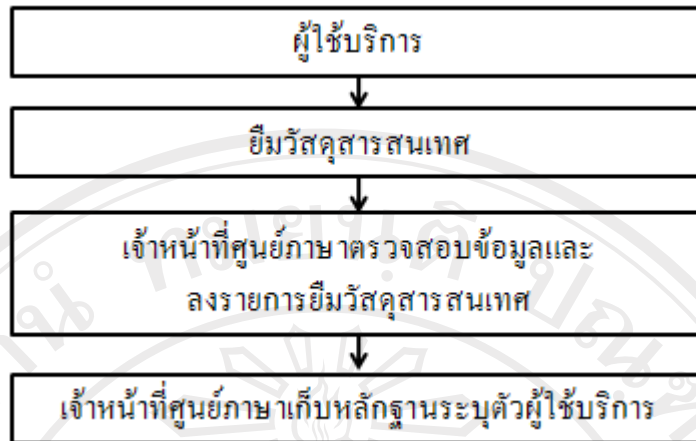 ผู้ใช้บริการ
ยืมวัสดุสารสนเทศ
เจ้าหน้าที่ศูนย์ภาษาตรวจสอบข้อมูลและ
ลงรายการยืมวัสดุสารสนเทศ
เจ้าหน้าที่ศูนย์ภาษาเก็บหลักฐานระบุตัวผู้ใช้บริการ